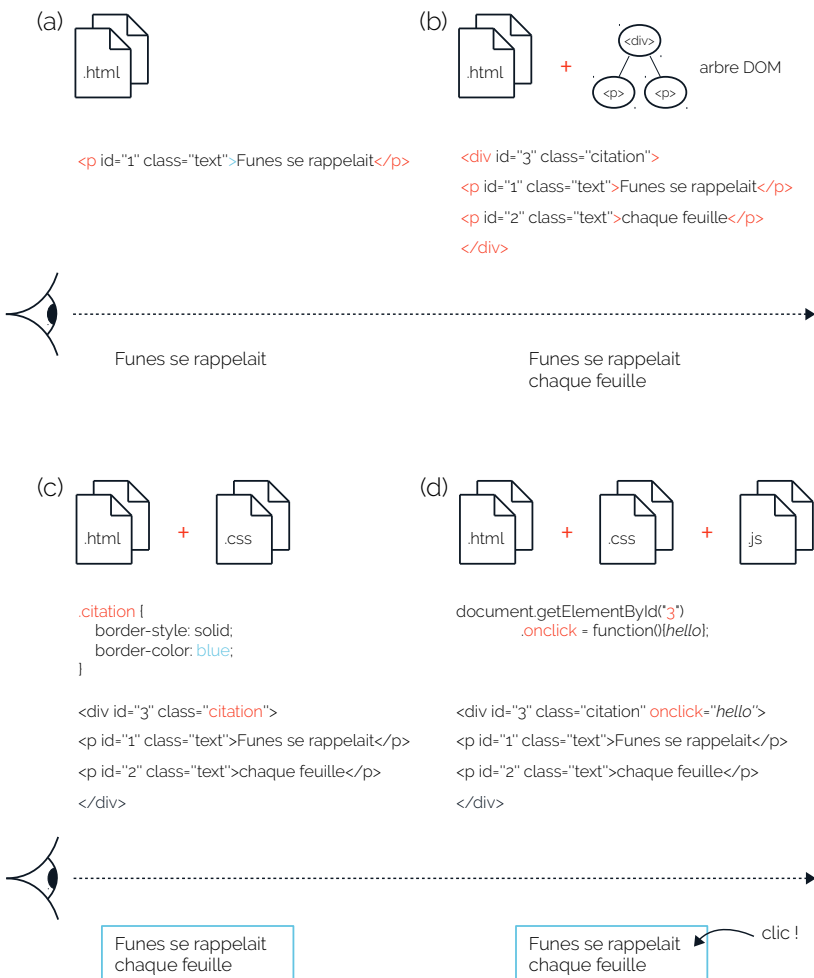 (a)
.html
<p id="1" class="text">Funes se rappelait</p>
(b)
.html
+
<div>
<p>
<p>
arbre DOM
<div id="3" class="citation">
<p id="1" class="text">Funes se rappelait</p>
<p id="2" class="text">chaque feuille</p>
</div>
Funes se rappelait
Funes se rappelait
chaque feuille
(c)
.html
+
.css
.citation {
border-style: solid;
border-color: blue;
}
<div id="3" class="citation">
<p id="1" class="text">Funes se rappelait</p>
<p id="2" class="text">chaque feuille</p>
</div>
(d)
.html
+
.css
+
.js
document.getElementById("3")
.onclick = function(){hello};
<div id="3" class="citation" onclick="hello">
<p id="1" class="text">Funes se rappelait</p>
<p id="2" class="text">chaque feuille</p>
</div>
Funes se rappelait
chaque feuille
Funes se rappelait
chaque feuille
clic !